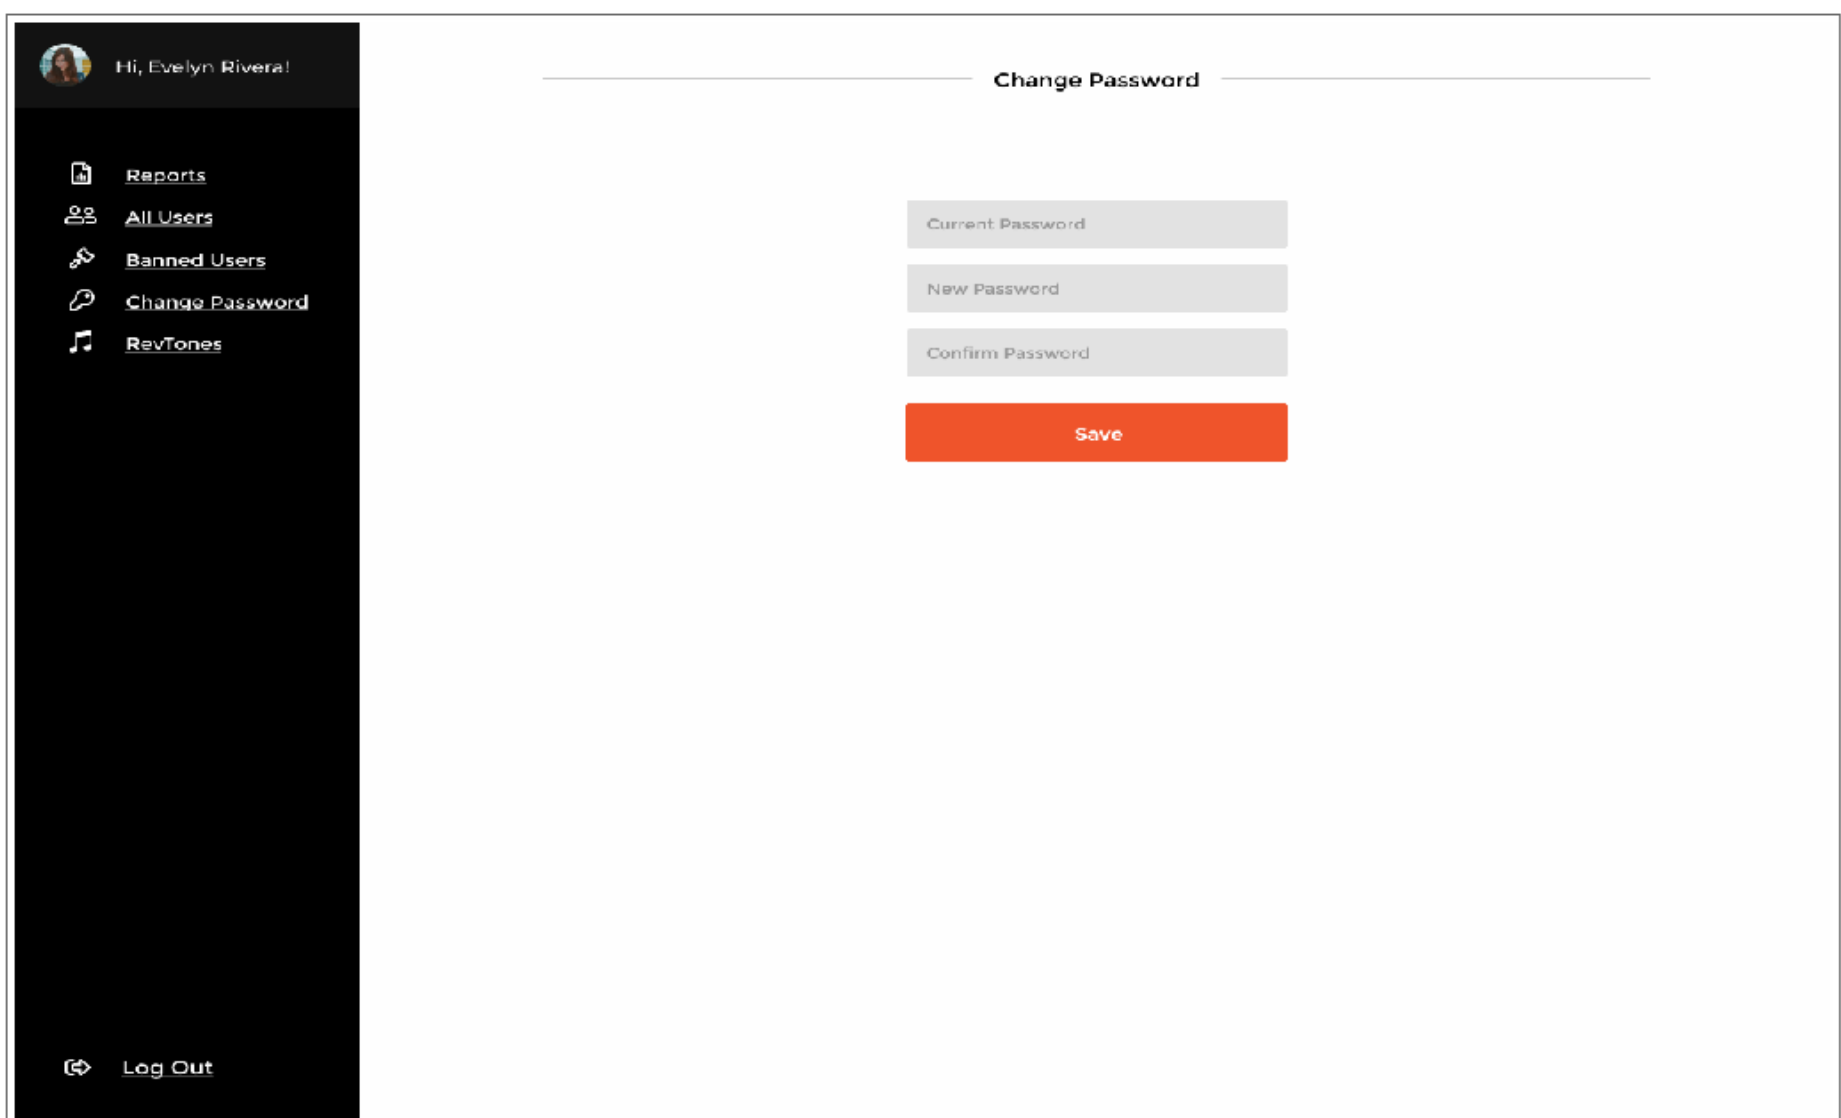 Hi, Evelyn Rivera!
Reports
All Users
Banned Users
Change Password
RevTones
Log Out
Change Password
Current Password
New Password
Confirm Password
Save